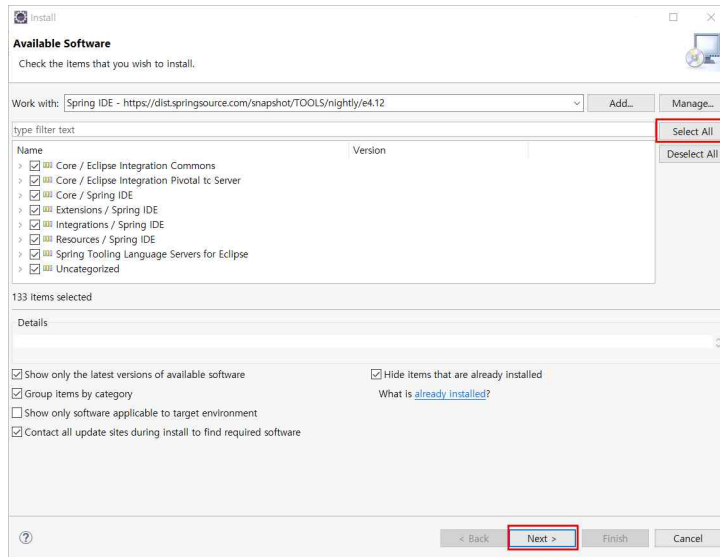 Install
Available Software
Check the items that you wish to install.
Work with: Spring IDE - https://dist.springsource.com/snapshot/TOOLS/nightly/e4.12 Add... Manage...
type filter text Select All
Deselect All
Name Version
Core / Eclipse Integration Commons
Core / Eclipse Integration Pivotal tc Server
Core / Spring IDE
Extensions / Spring IDE
Integrations / Spring IDE
Resources / Spring IDE
Spring Tooling Language Servers for Eclipse
Uncategorized
133 items selected
Details
Show only the latest versions of available software Hide items that are already installed
Group items by category What is already installed?
Show only software applicable to target environment
Contact all update sites during install to find required software
? < Back Next > Finish Cancel